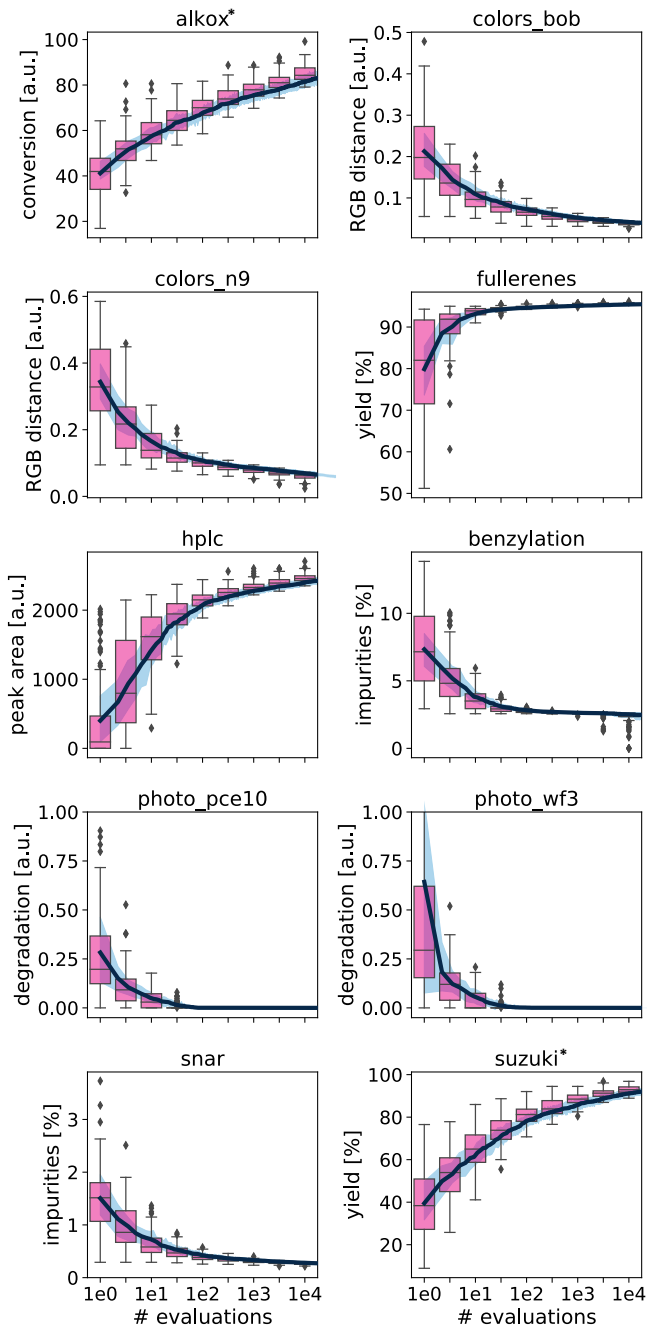 alkox*
conversion [a.u.]
100
80
60
40
20
colors_bob
RGB distance [a.u.]
0.5
0.4
0.3
0.2
0.1
colors_n9
RGB distance [a.u.]
0.6
0.4
0.2
0.0
fullerenes
yield [%]
90
80
70
60
50
hplc
peak area [a.u.]
2000
1000
0
benzylation
impurities [%]
10
5
0
photo_pce10
degradation [a.u.]
1.00
0.75
0.50
0.25
0.00
photo_wf3
degradation [a.u.]
1.00
0.75
0.50
0.25
0.00
snar
impurities [%]
3
2
1
0
1e0 1e1 1e2 1e3 1e4
# evaluations
suzuki*
yield [%]
100
80
60
40
20
1e0 1e1 1e2 1e3 1e4
# evaluations